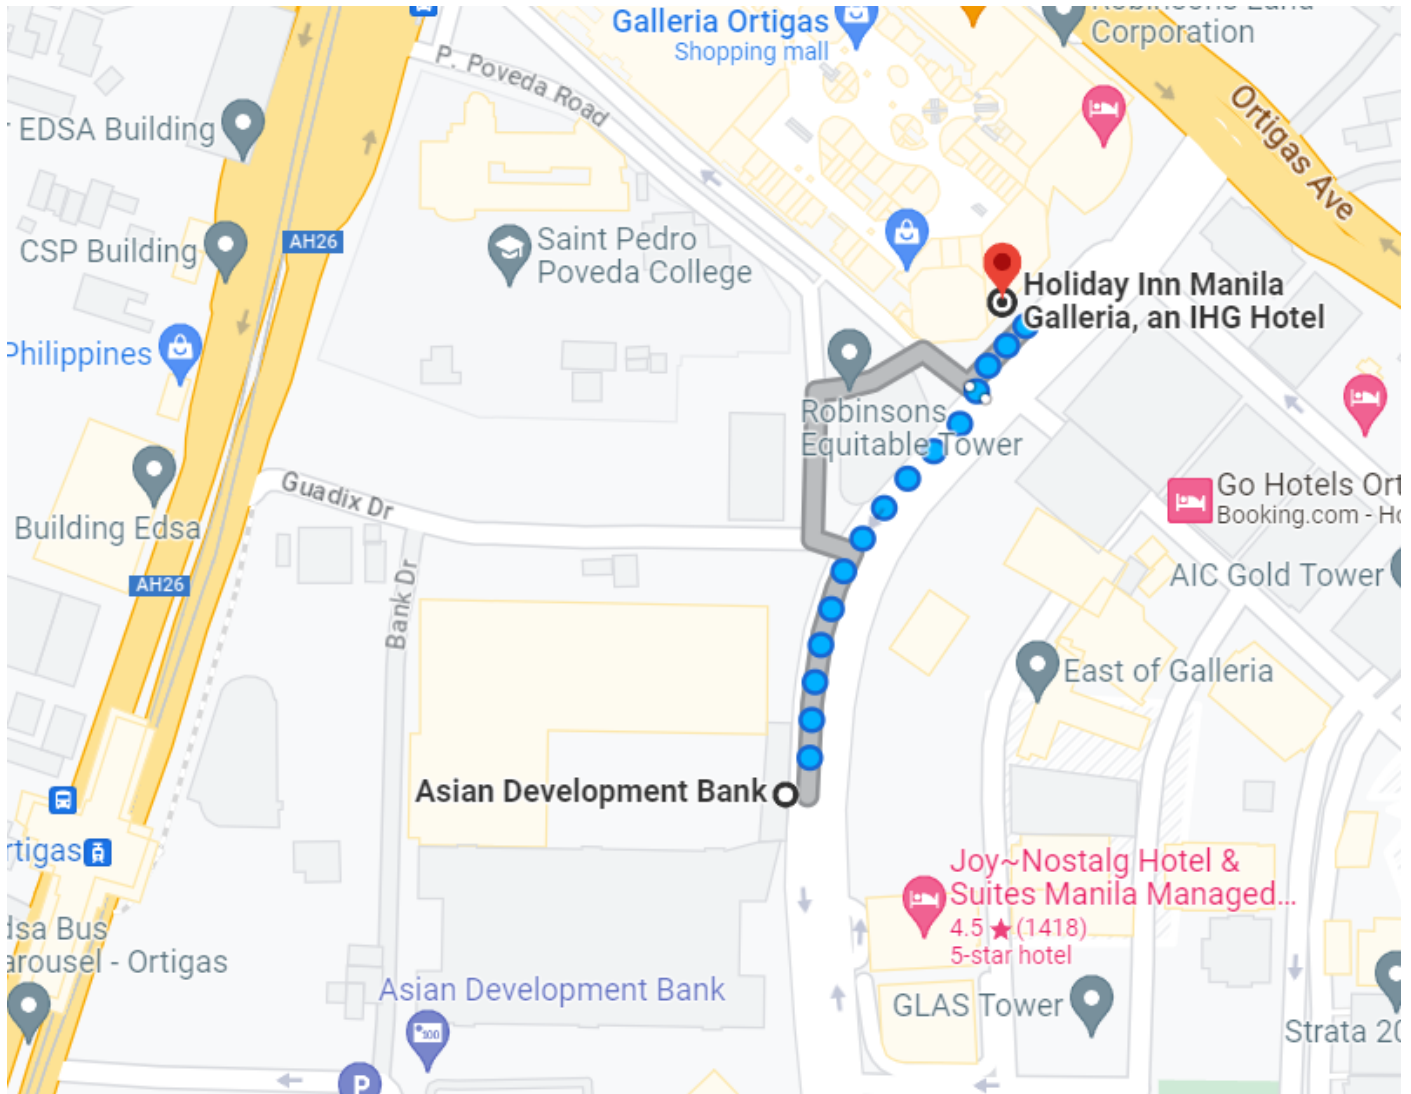 Galleria Ortigas
Shopping mall
Corporation
P. Poveda Road
EDSA Building
Ortigas Ave
AH26
CSP Building
Saint Pedro
Poveda College
Holiday Inn Manila
Galleria, an IHG Hotel
Philippines
Robinsons
Equitable Tower
Guadix Dr
Go Hotels Ort
Booking.com - Ho
Building Edsa
AH26
AIC Gold Tower
Bank Dr
East of Galleria
Asian Development Bank
rtigas
Joy~Nostalg Hotel &
Suites Manila Managed...
4.5 ★ (1418)
5-star hotel
dsa Bus
arousel - Ortigas
Asian Development Bank
100
GLAS Tower
Strata 20
P